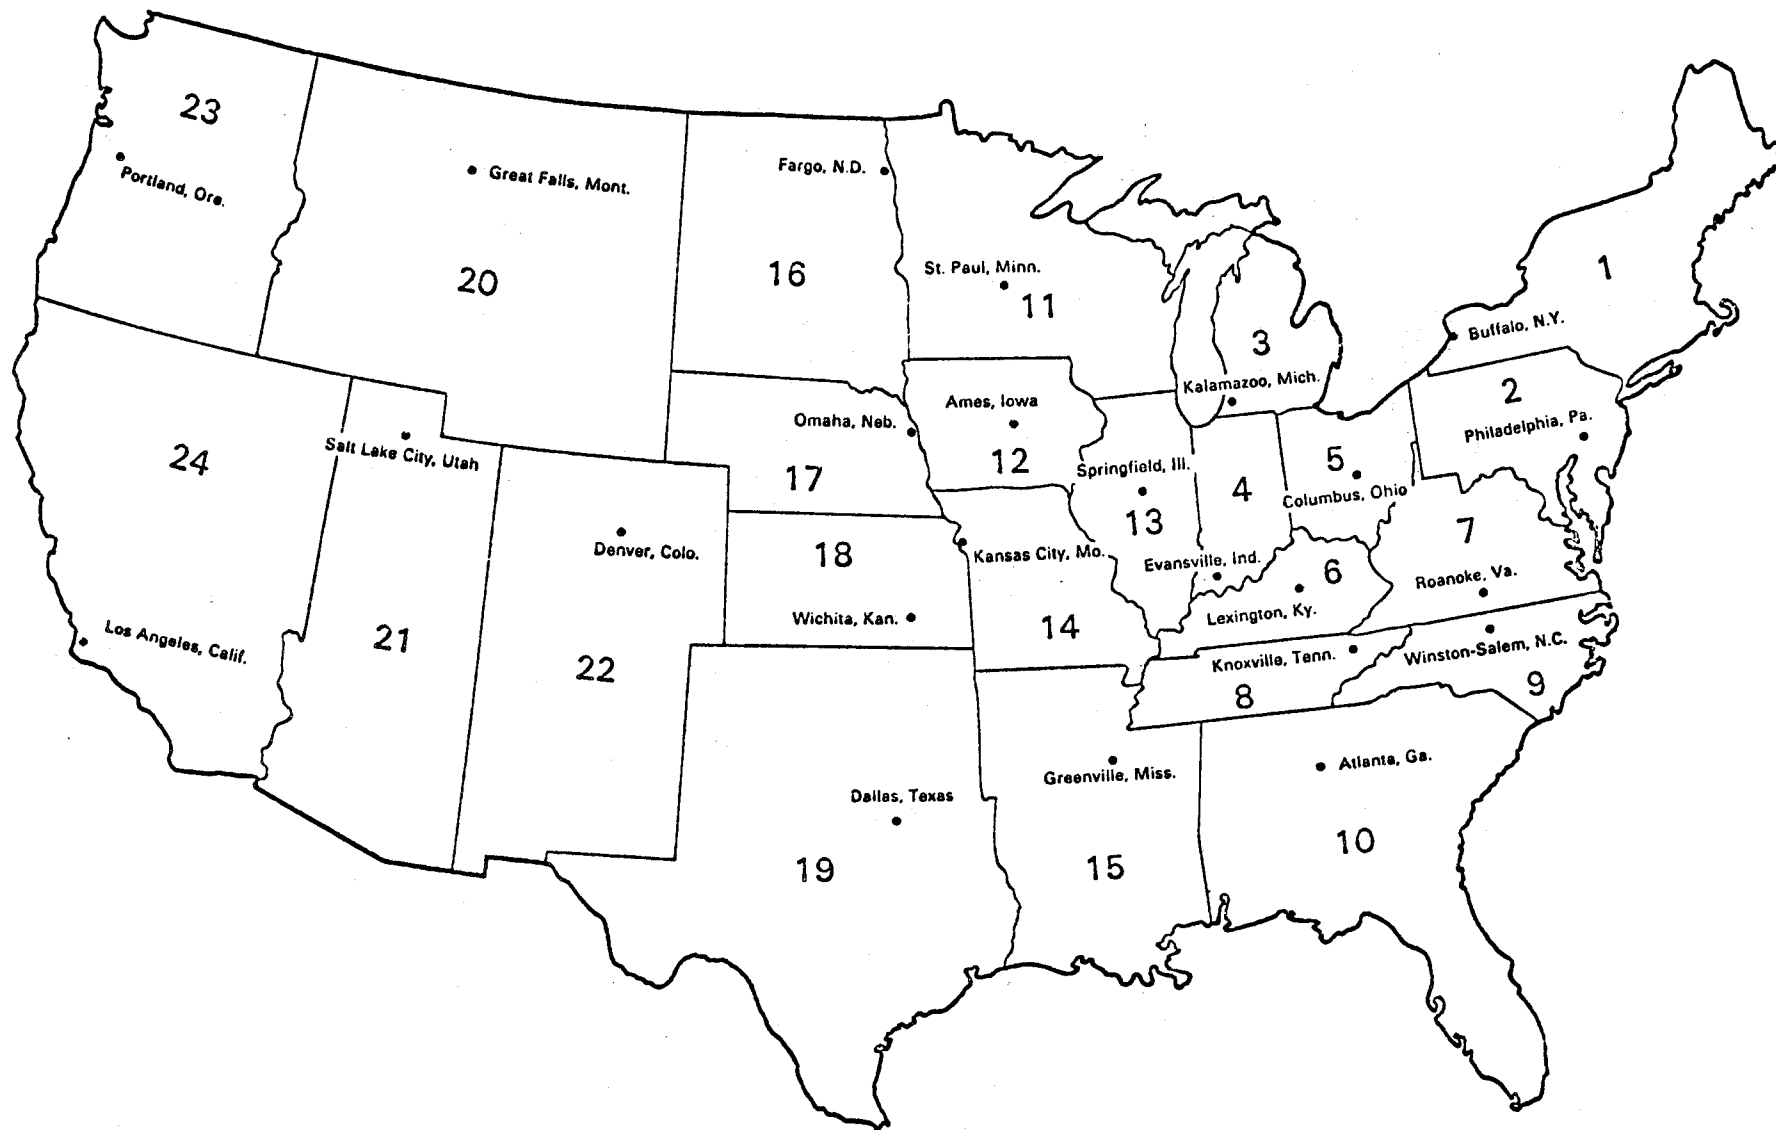 23
Portland, Ore.
Great Falls, Mont.
20
Fargo, N.D.
16
St. Paul, Minn.
11
3
Kalamazoo, Mich.
1
Buffalo, N.Y.
2
Philadelphia, Pa.
24
Salt Lake City, Utah
Omaha, Neb.
17
Ames, Iowa
12
Springfield, Ill.
13
4
5
Columbus, Ohio
Denver, Colo.
18
Wichita, Kan.
Kansas City, Mo.
14
Evansville, Ind.
6
Lexington, Ky.
7
Roanoke, Va.
Los Angeles, Calif.
21
22
Knoxville, Tenn.
8
Winston-Salem, N.C.
9
Dallas, Texas
19
Greenville, Miss.
15
Atlanta, Ga.
10